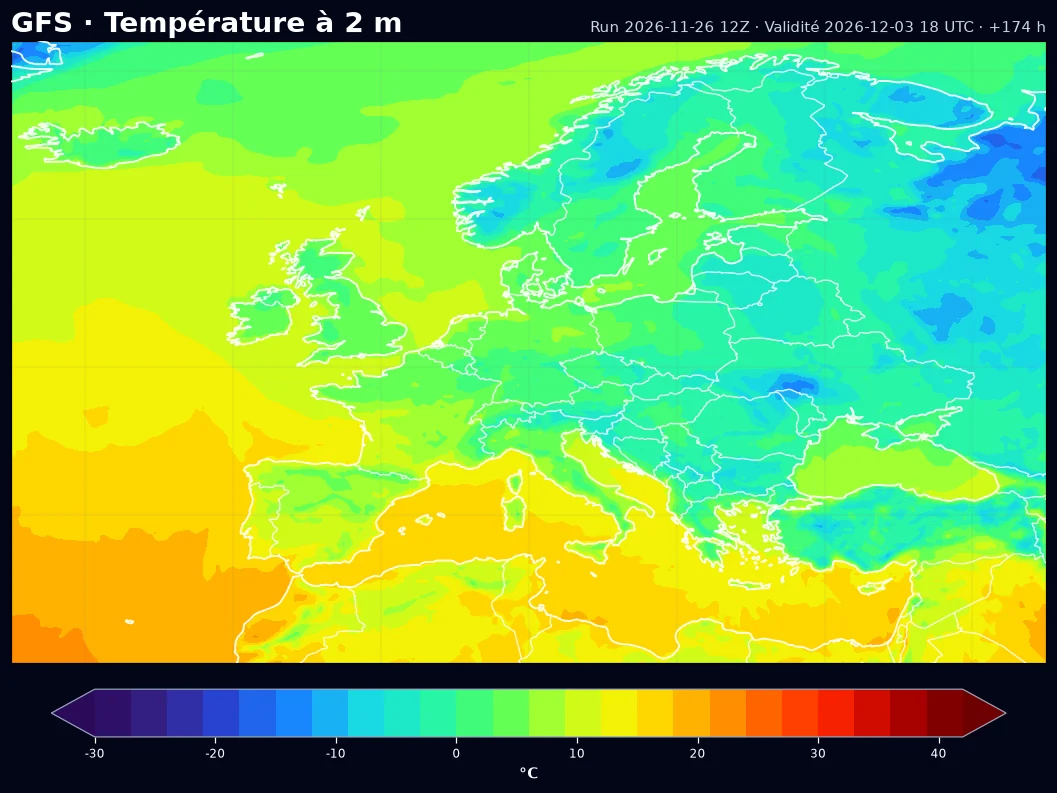 GFS · Température à 2 m
Run 2026-11-26 12Z · Validité 2026-12-03 18 UTC · +174 h
-30 -20 -10 0 10 20 30 40
°C